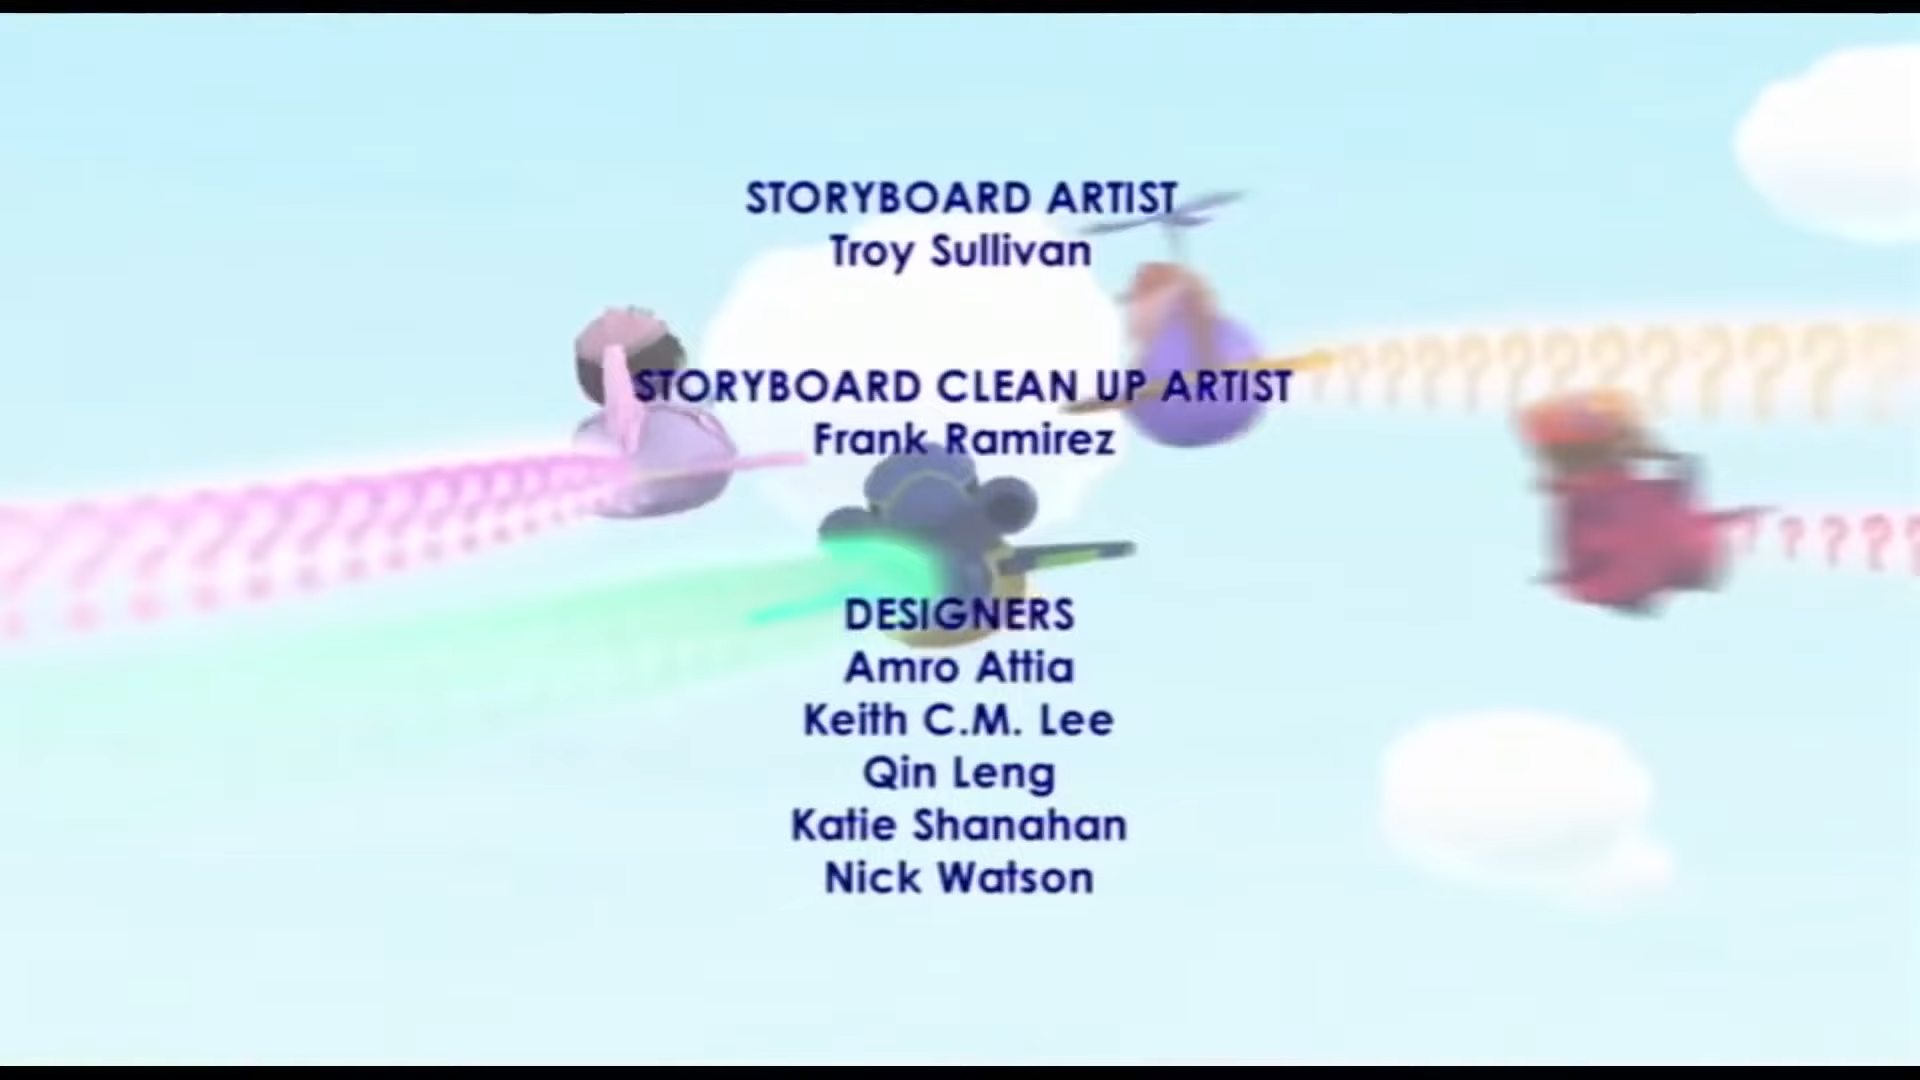 STORYBOARD ARTIST
Troy Sullivan
STORYBOARD CLEAN UP ARTIST
Frank Ramirez
DESIGNERS
Amro Attia
Keith C.M. Lee
Qin Leng
Katie Shanahan
Nick Watson